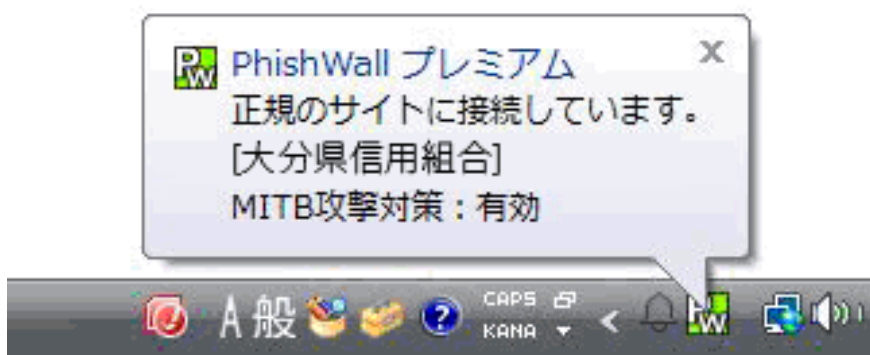 PhishWall プレミアム
正規のサイトに接続しています。
[大分県信用組合]
MITB攻撃対策：有効
A 般 CAPS
KANA